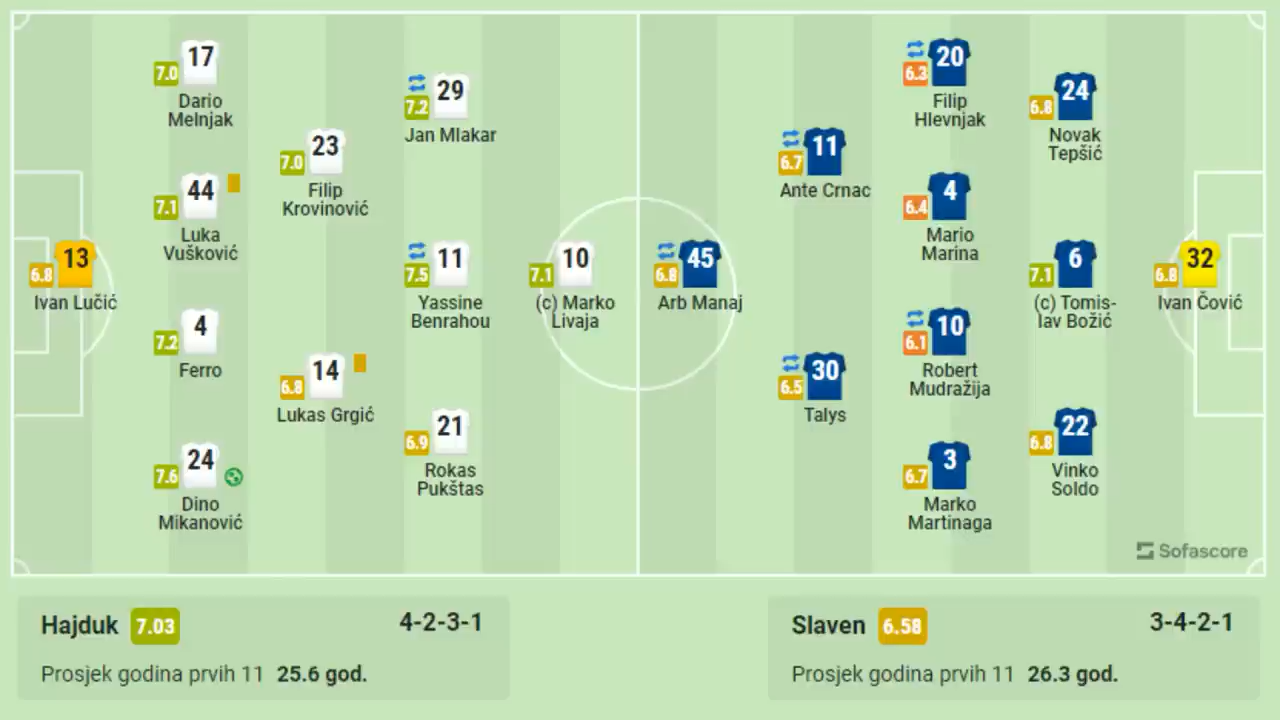 17
7.0
Dario
Melnjak
44
7.1
Luka
Vušković
13
6.8
Ivan Lučić
4
7.2
Ferro
24
7.6
Dino
Mikanović
23
7.0
Filip
Krovinović
14
6.8
Lukas Grgić
29
7.2
Jan Mlakar
11
7.5
Yassine
Benrahou
21
6.9
Rokas
Pukštas
10
7.1
(c) Marko
Livaja
45
6.8
Arb Manaj
11
6.7
Ante Crnac
30
6.5
Talys
20
6.3
Filip
Hlevnjak
4
6.4
Mario
Marina
10
6.1
Robert
Mudražija
3
6.7
Marko
Martinaga
24
6.8
Novak
Tepšić
6
7.1
(c) Tomis-
lav Božić
22
6.8
Vinko
Soldo
32
6.8
Ivan Čović
Sofascore
Hajduk 7.03 4-2-3-1
Prosjek godina prvih 11 25.6 god.
Slaven 6.58 3-4-2-1
Prosjek godina prvih 11 26.3 god.